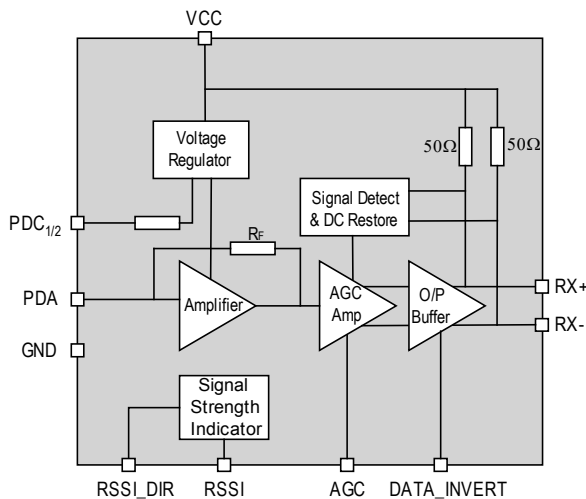 VCC
Voltage
Regulator
50Ω
50Ω
Signal Detect
& DC Restore
PDC1/2
RF
PDA
Amplifier
AGC
Amp
O/P
Buffer
RX+
RX-
GND
Signal
Strength
Indicator
RSSI_DIR
RSSI
AGC
DATA_INVERT